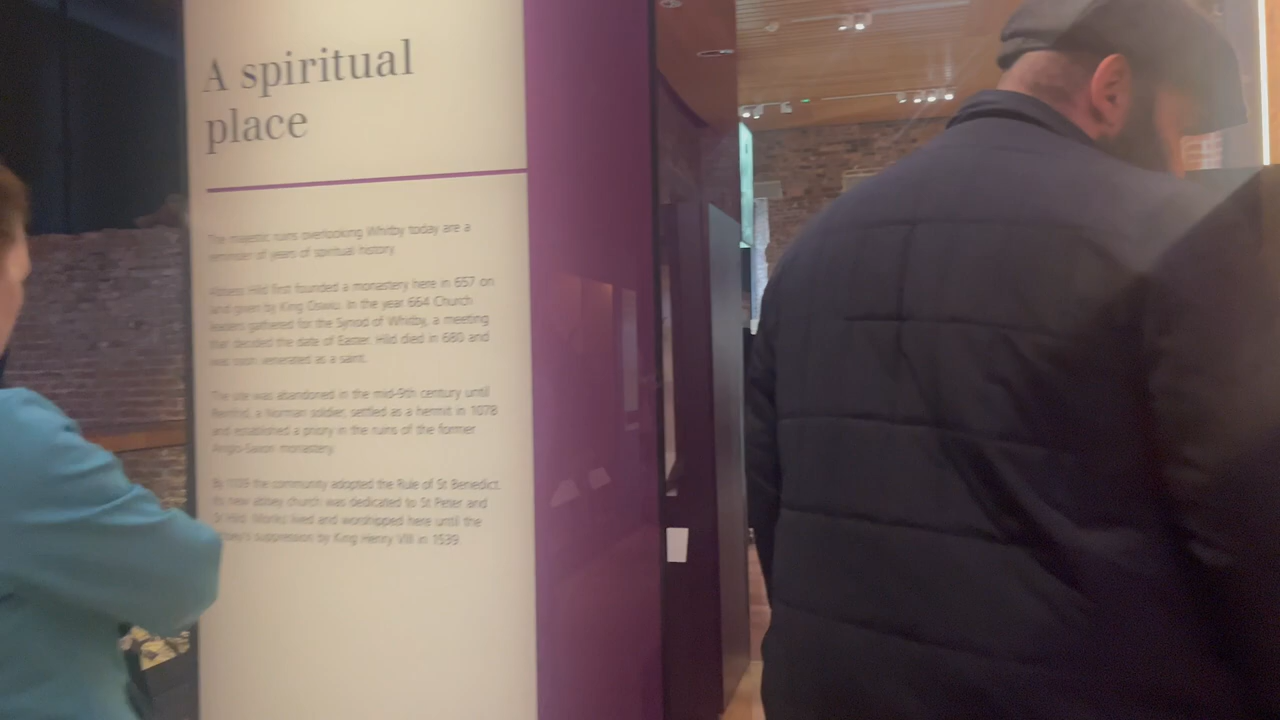 A spiritual
place
The majestic ruins overlooking Whitby today are a
reminder of years of spiritual history.
Abbess Hild first founded a monastery here in 657 on
land given by King Oswiu. In the year 664 Church
leaders gathered for the Synod of Whitby, a meeting
that decided the date of Easter. Hild died in 680 and
was soon venerated as a saint.
The site was abandoned in the mid-9th century until
Reinfrid, a Norman soldier, settled as a hermit in 1078
and established a priory in the ruins of the former
Anglo-Saxon monastery.
By 1109 the community adopted the Rule of St Benedict.
Its new abbey church was dedicated to St Peter and
St Hild. Monks lived and worshipped here until the
abbey's suppression by King Henry VIII in 1539